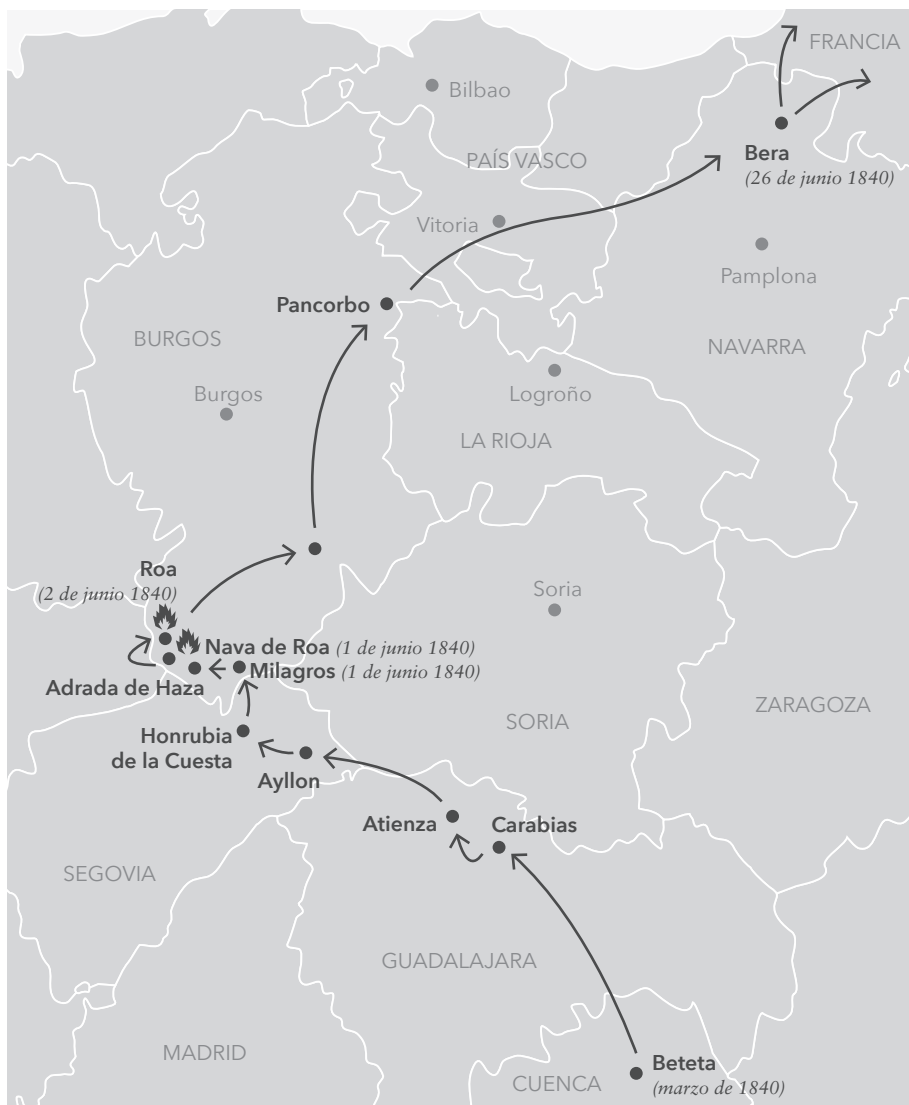 FRANCIA
Bilbao
PAÍS VASCO
Bera
(26 de junio 1840)
Vitoria
Pamplona
Pancorbo
BURGOS
NAVARRA
Burgos
Logroño
LA RIOJA
Roa
(2 de junio 1840)
Soria
Nava de Roa (1 de junio 1840)
Milagros (1 de junio 1840)
Adrada de Haza
ZARAGOZA
SORIA
Honrubia
de la Cuesta
Ayllon
Atienza
Carabias
SEGOVIA
GUADALAJARA
MADRID
Beteta
(marzo de 1840)
CUENCA